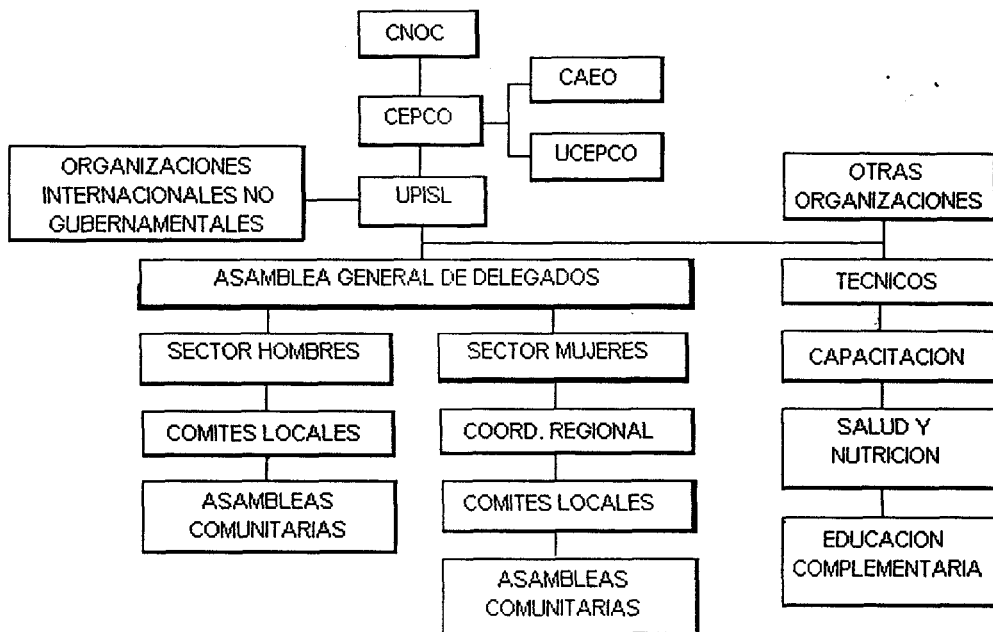 CNOC
CAEO
CEPCO
UCEPCO
ORGANIZACIONES
INTERNACIONALES NO
GUBERNAMENTALES
UPISL
OTRAS
ORGANIZACIONES
ASAMBLEA GENERAL DE DELEGADOS
TECNICOS
SECTOR HOMBRES
SECTOR MUJERES
CAPACITACION
COMITES LOCALES
COORD. REGIONAL
SALUD Y
NUTRICION
ASAMBLEAS
COMUNITARIAS
COMITES LOCALES
EDUCACION
COMPLEMENTARIA
ASAMBLEAS
COMUNITARIAS